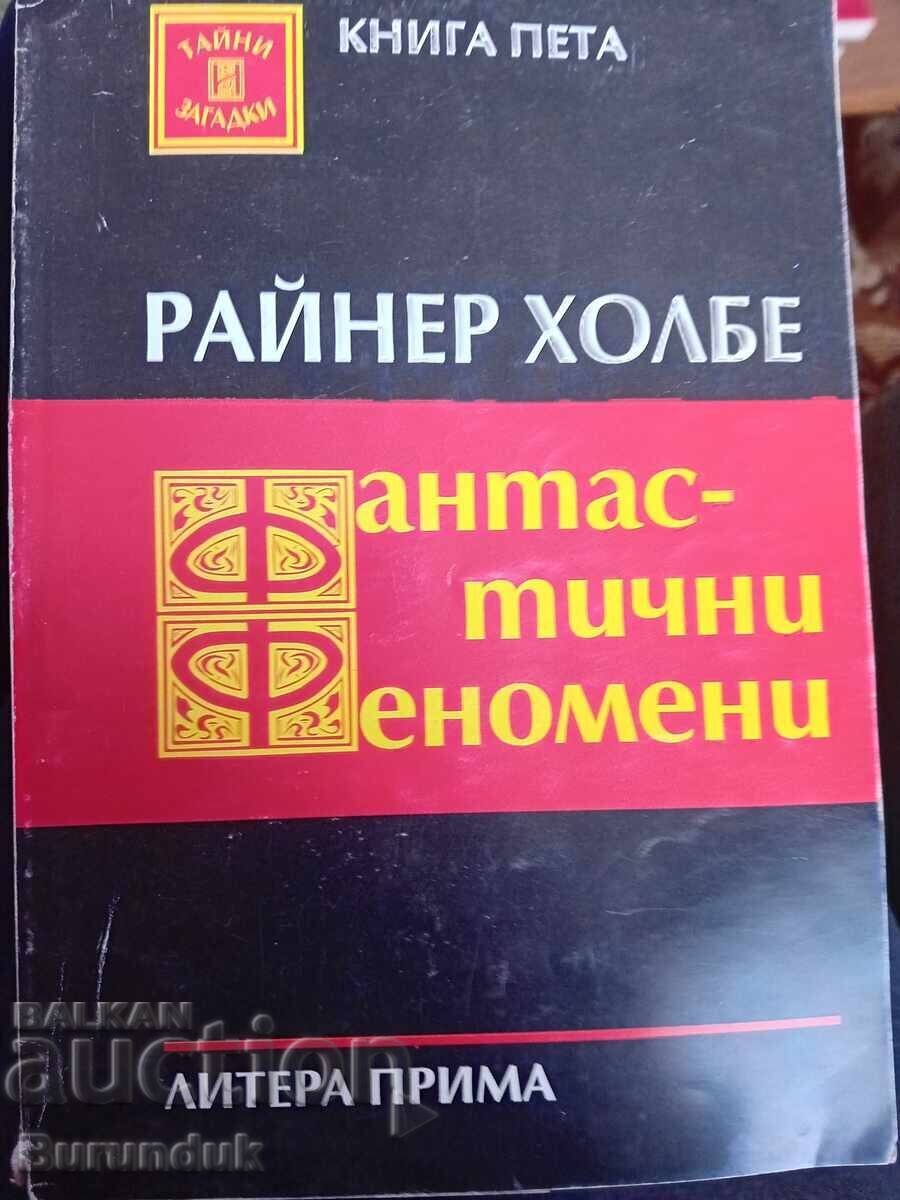 ТАЙНИ
И
ЗАГАДКИ
КНИГА ПЕТА
РАЙНЕР ХОЛБЕ
Фантас-
тични
Феномени
ЛИТЕРА ПРИМА
BALKAN
auction
Burunduk